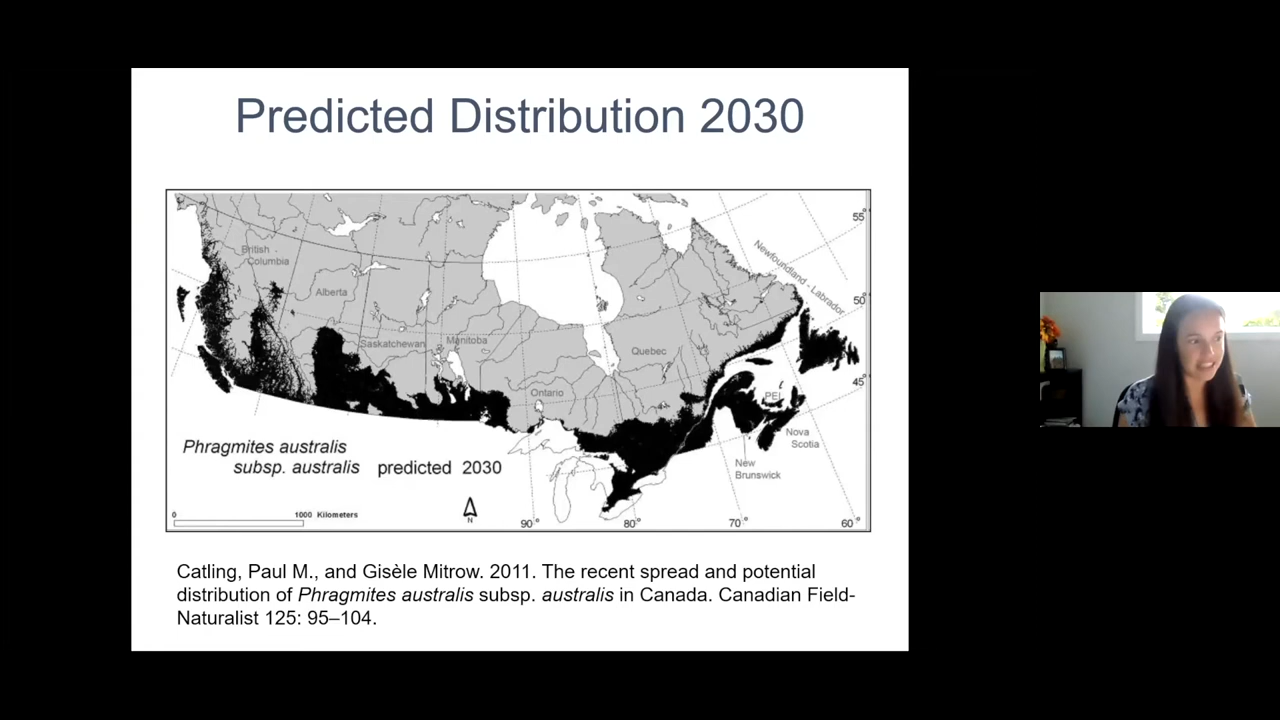 Predicted Distribution 2030
55°
Newfoundland - Labrador
British
Columbia
Alberta
50°
Saskatchewan
Manitoba
Quebec
45°
Ontario
PEI
Nova
Scotia
Phragmites australis
subsp. australis predicted 2030
New
Brunswick
N
0 1000 Kilometers
90° 80° 70° 60°
Catling, Paul M., and Gisèle Mitrow. 2011. The recent spread and potential
distribution of Phragmites australis subsp. australis in Canada. Canadian Field-
Naturalist 125: 95–104.